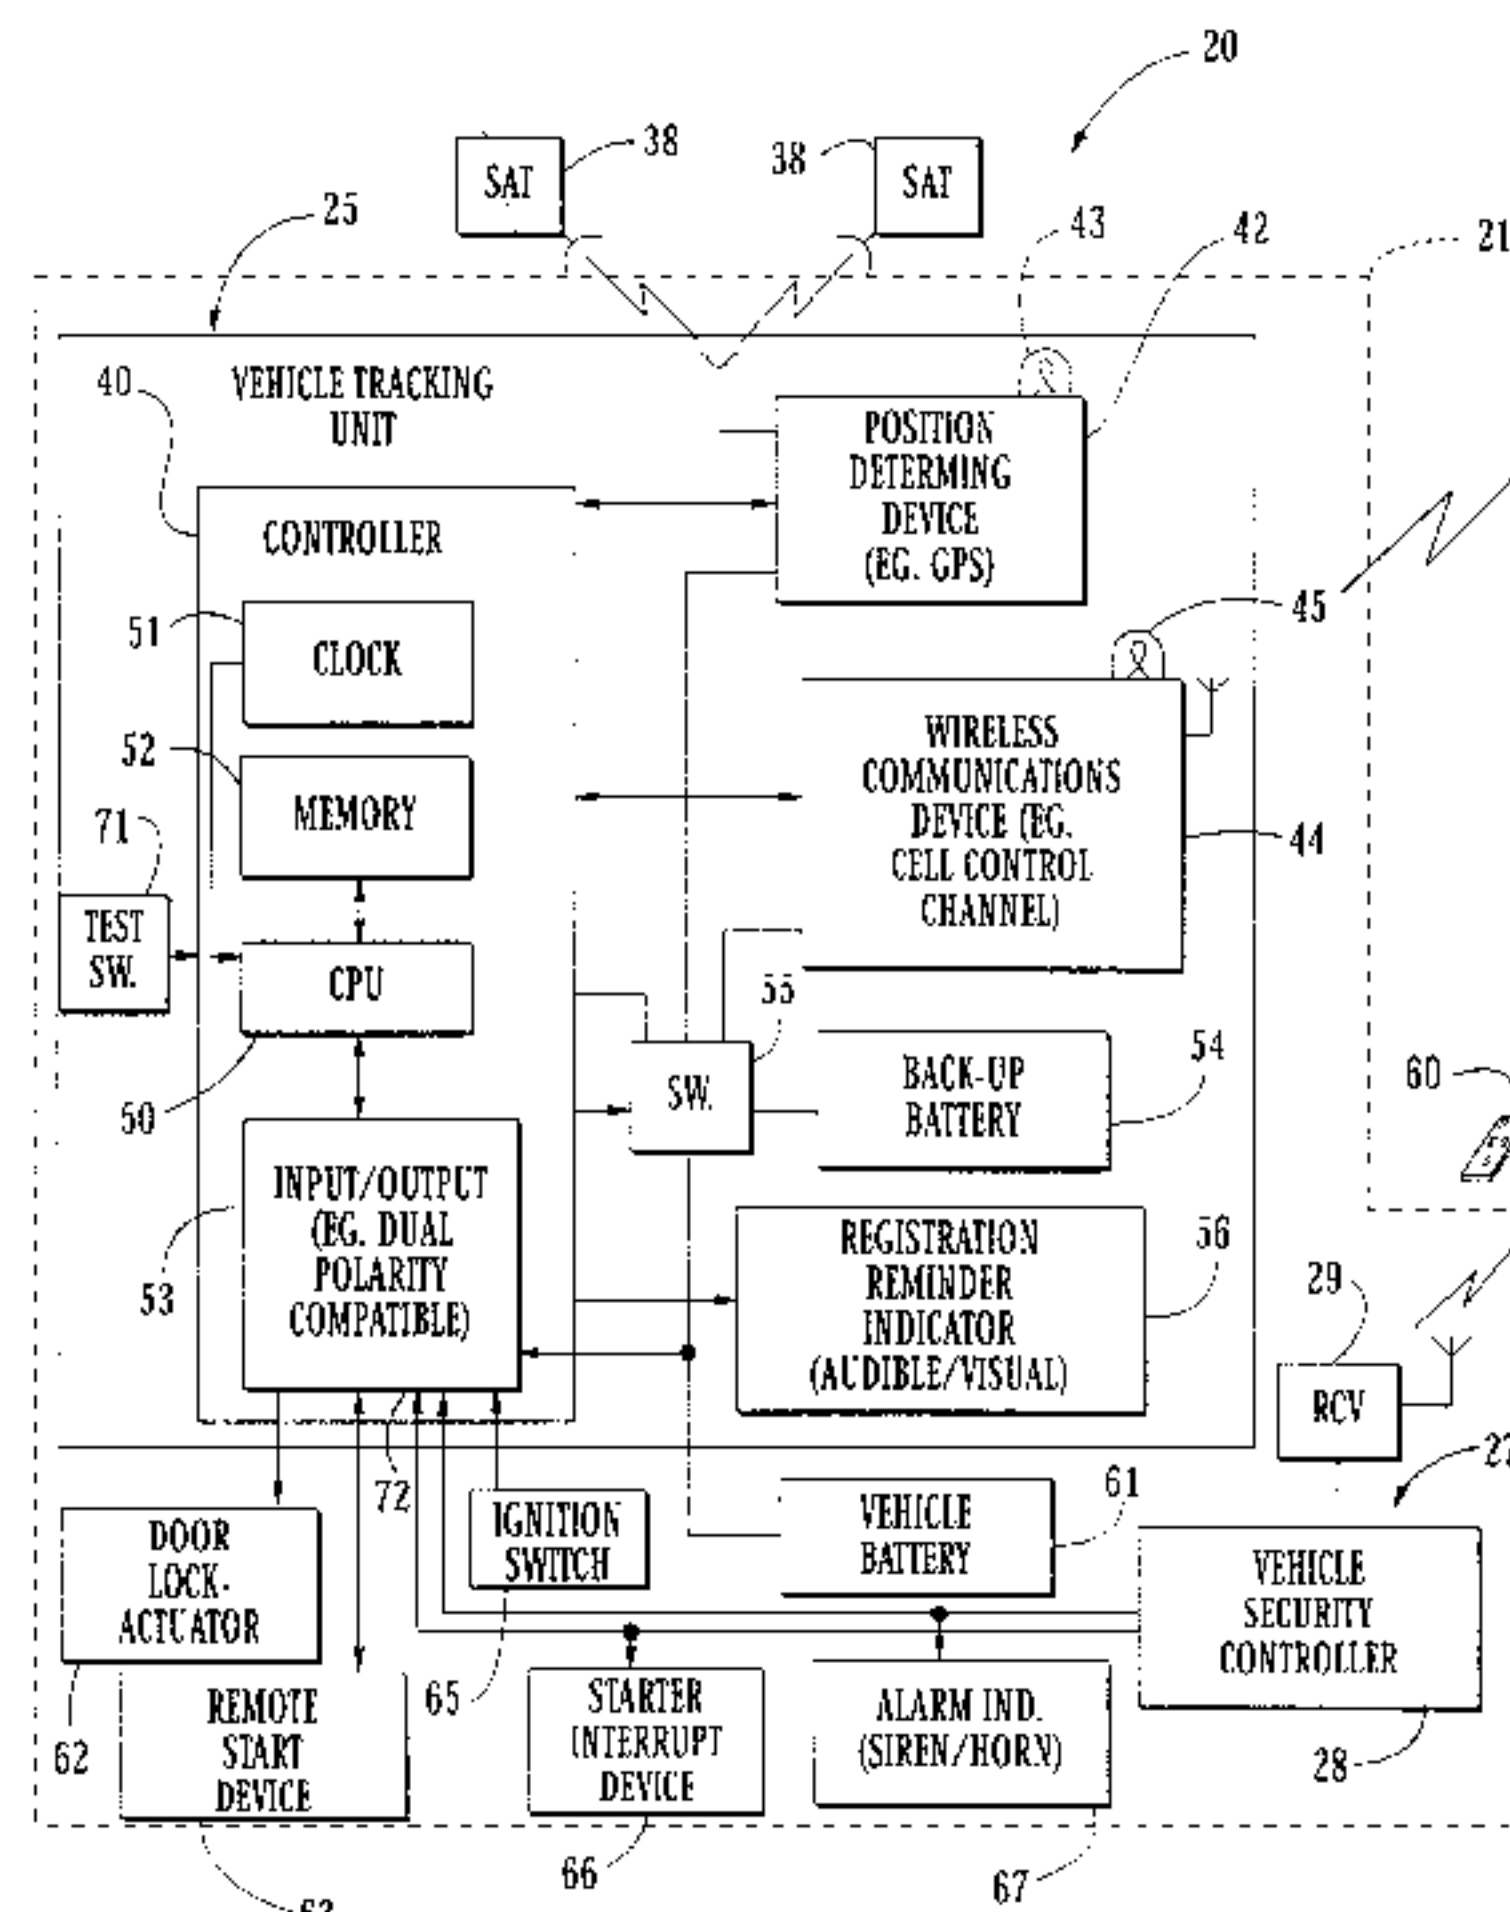 20
SAT
38
38
SAT
25
43
42
21
40
VEHICLE TRACKING
UNIT
POSITION
DETERMING
DEVICE
(EG. GPS)
CONTROLLER
45
51
CLOCK
52
MEMORY
WIRELESS
COMMUNICATIONS
DEVICE (EG.
CELL CONTROL
CHANNEL)
44
71
TEST
SW.
CPU
50
55
SW.
BACK-UP
BATTERY
54
60
INPUT/OUTPUT
(EG. DUAL
POLARITY
COMPATIBLE)
53
REGISTRATION
REMINDER
INDICATOR
(AUDIBLE/VISUAL)
56
29
RCV
72
IGNITION
SWITCH
VEHICLE
BATTERY
61
DOOR
LOCK-
ACTUATOR
VEHICLE
SECURITY
CONTROLLER
62
REMOTE
START
DEVICE
65
STARTER
INTERRUPT
DEVICE
ALARM IND.
(SIREN/HORN)
28
66
67
63